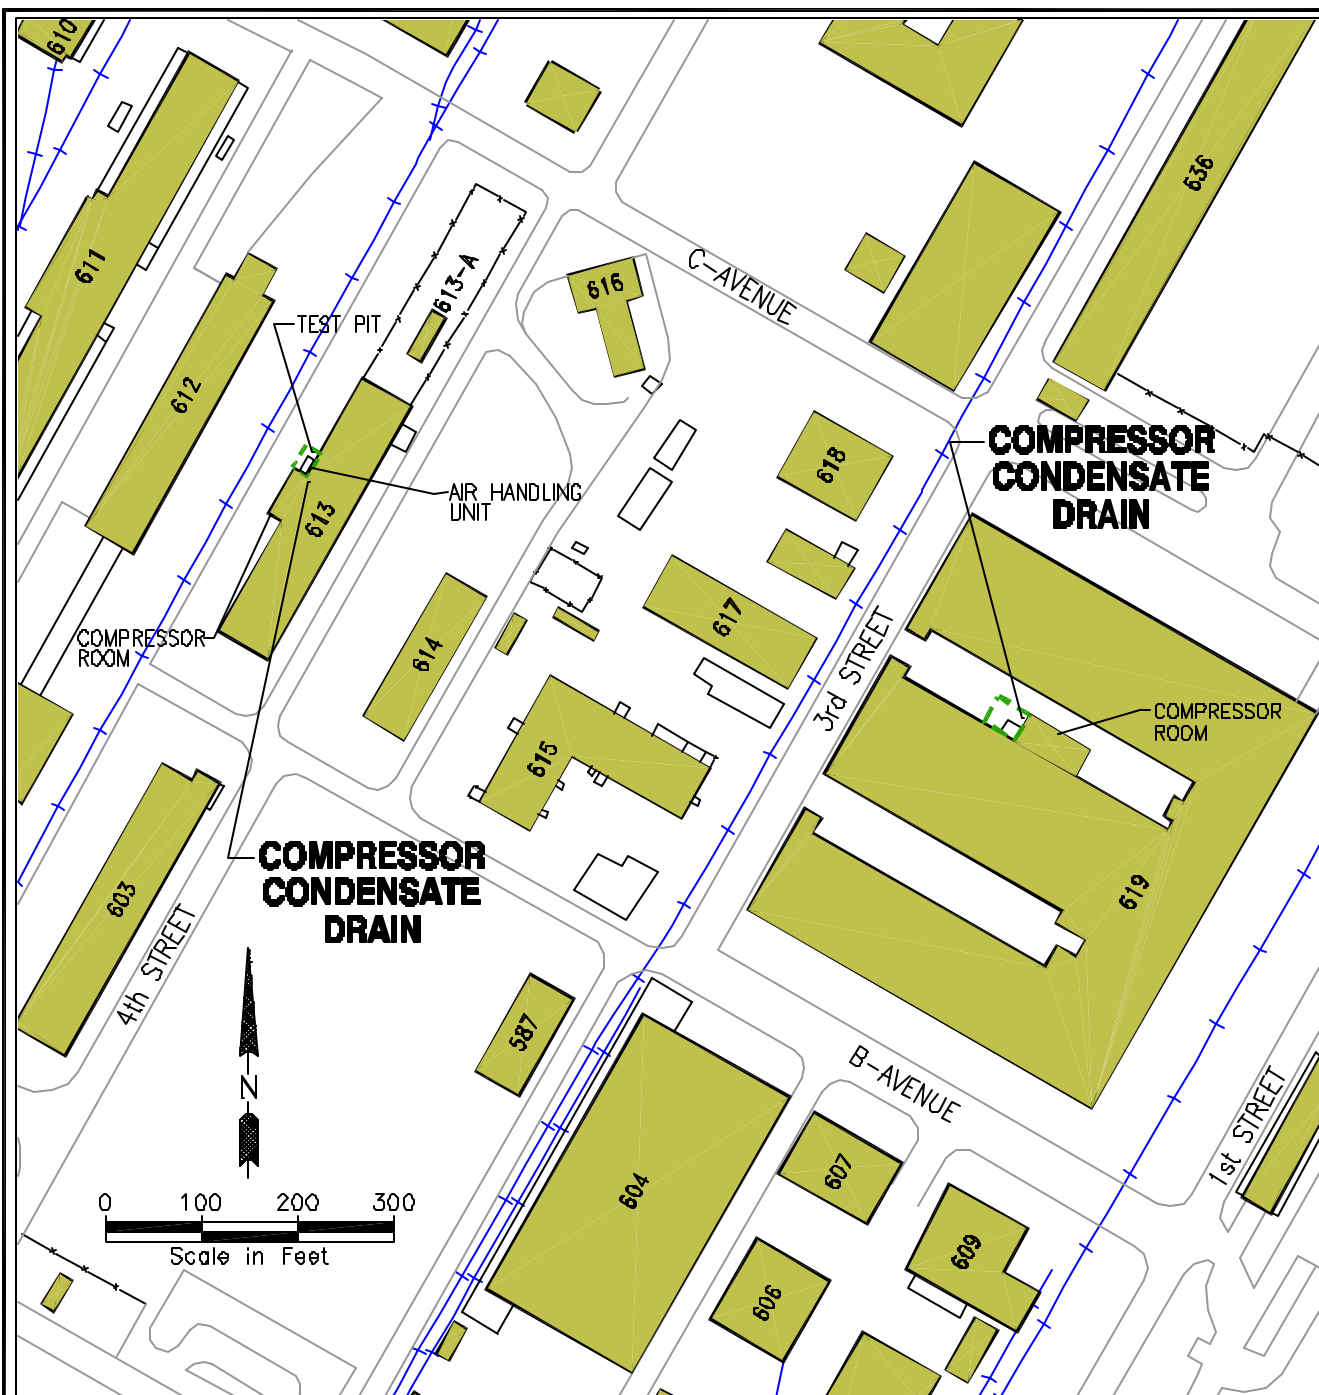 610
636
611
C-AVENUE
613-A
616
TEST PIT
612
COMPRESSOR
CONDENSATE
DRAIN
618
AIR HANDLING
UNIT
613
617
COMPRESSOR
ROOM
614
3rd STREET
COMPRESSOR
ROOM
615
COMPRESSOR
CONDENSATE
DRAIN
603
619
4th STREET
587
B-AVENUE
N
1st STREET
607
604
0 100 200 300
Scale in Feet
609
606